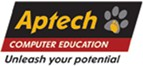 Aptech
COMPUTER EDUCATION
Unleash your potential